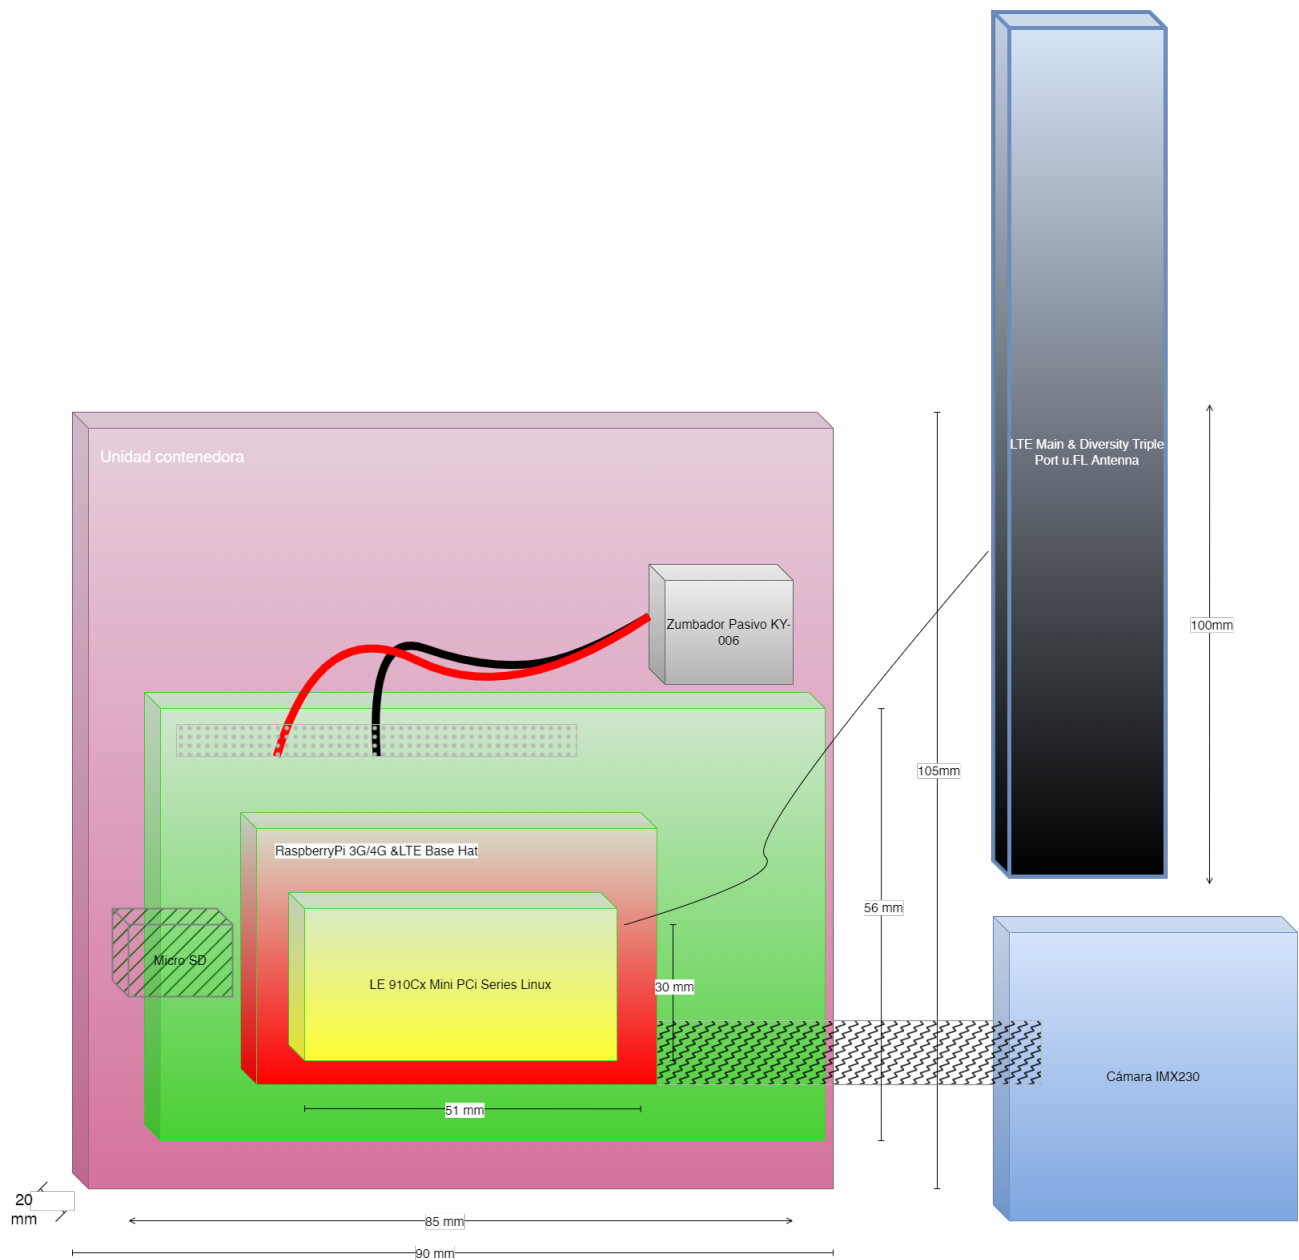 LTE Main & Diversity Triple
Port u.FL Antenna
Unidad contenedora
Zumbador Pasivo KY-
006
100mm
105mm
RaspberryPi 3G/4G &LTE Base Hat
56 mm
Micro SD
LE 910Cx Mini PCi Series Linux
30 mm
Cámara IMX230
51 mm
20
mm
85 mm
90 mm